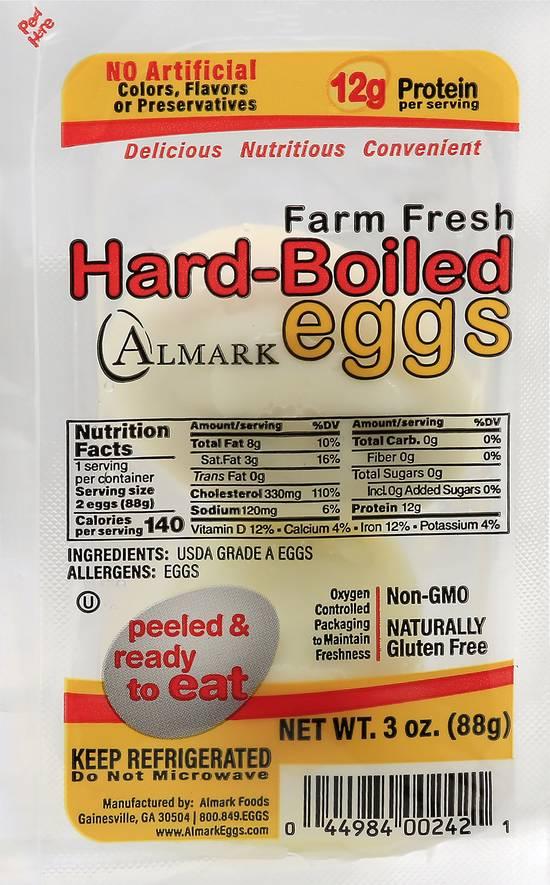 Peel
Here
NO Artificial
Colors, Flavors
or Preservatives
12g Protein
per serving
Delicious Nutritious Convenient
Farm Fresh
Hard-Boiled
eggs
ALMARK
Nutrition
Facts
1 serving
per container
Serving size
2 eggs (88g)
Calories
per serving 140
Amount/serving %DV
Total Fat 8g 10%
Sat.Fat 3g 16%
Trans Fat 0g
Cholesterol 330mg 110%
Sodium 120mg 6%
Amount/serving %DV
Total Carb. 0g 0%
Fiber 0g 0%
Total Sugars 0g
Incl. 0g Added Sugars 0%
Protein 12g
Vitamin D 12% • Calcium 4% • Iron 12% • Potassium 4%
INGREDIENTS: USDA GRADE A EGGS
ALLERGENS: EGGS
U
peeled &
ready
to eat
Oxygen
Controlled
Packaging
to Maintain
Freshness
Non-GMO
NATURALLY
Gluten Free
NET WT. 3 oz. (88g)
KEEP REFRIGERATED
Do Not Microwave
Manufactured by: Almark Foods
Gainesville, GA 30504 | 800.849.EGGS
www.AlmarkEggs.com
0 44984 00242 1